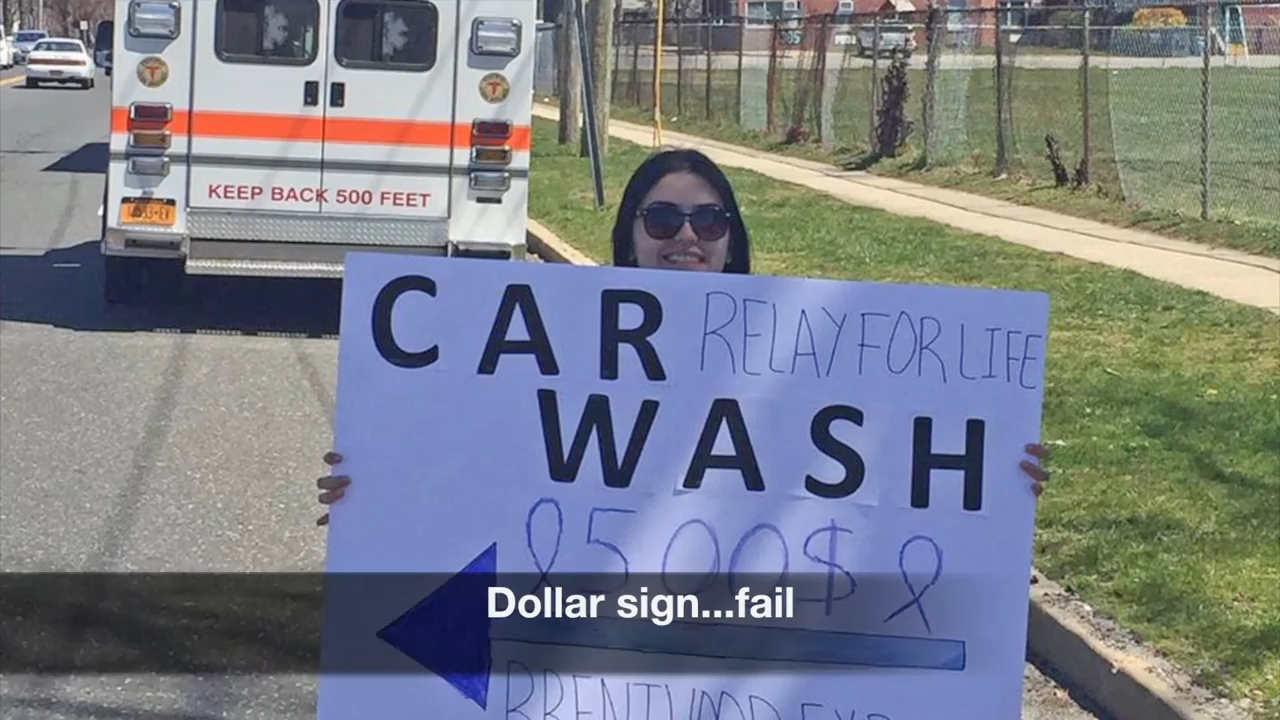 KEEP BACK 500 FEET
CAR RELAY FOR LIFE
WASH
500$
Dollar sign...fail